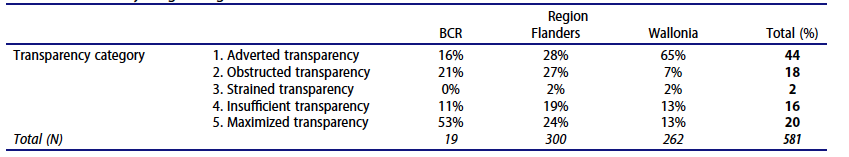 Region
BCR Flanders Wallonia Total (%)
Transparency category 1. Adverted transparency 16% 28% 65% 44
2. Obstructed transparency 21% 27% 7% 18
3. Strained transparency 0% 2% 2% 2
4. Insufficient transparency 11% 19% 13% 16
5. Maximized transparency 53% 24% 13% 20
Total (N) 19 300 262 581